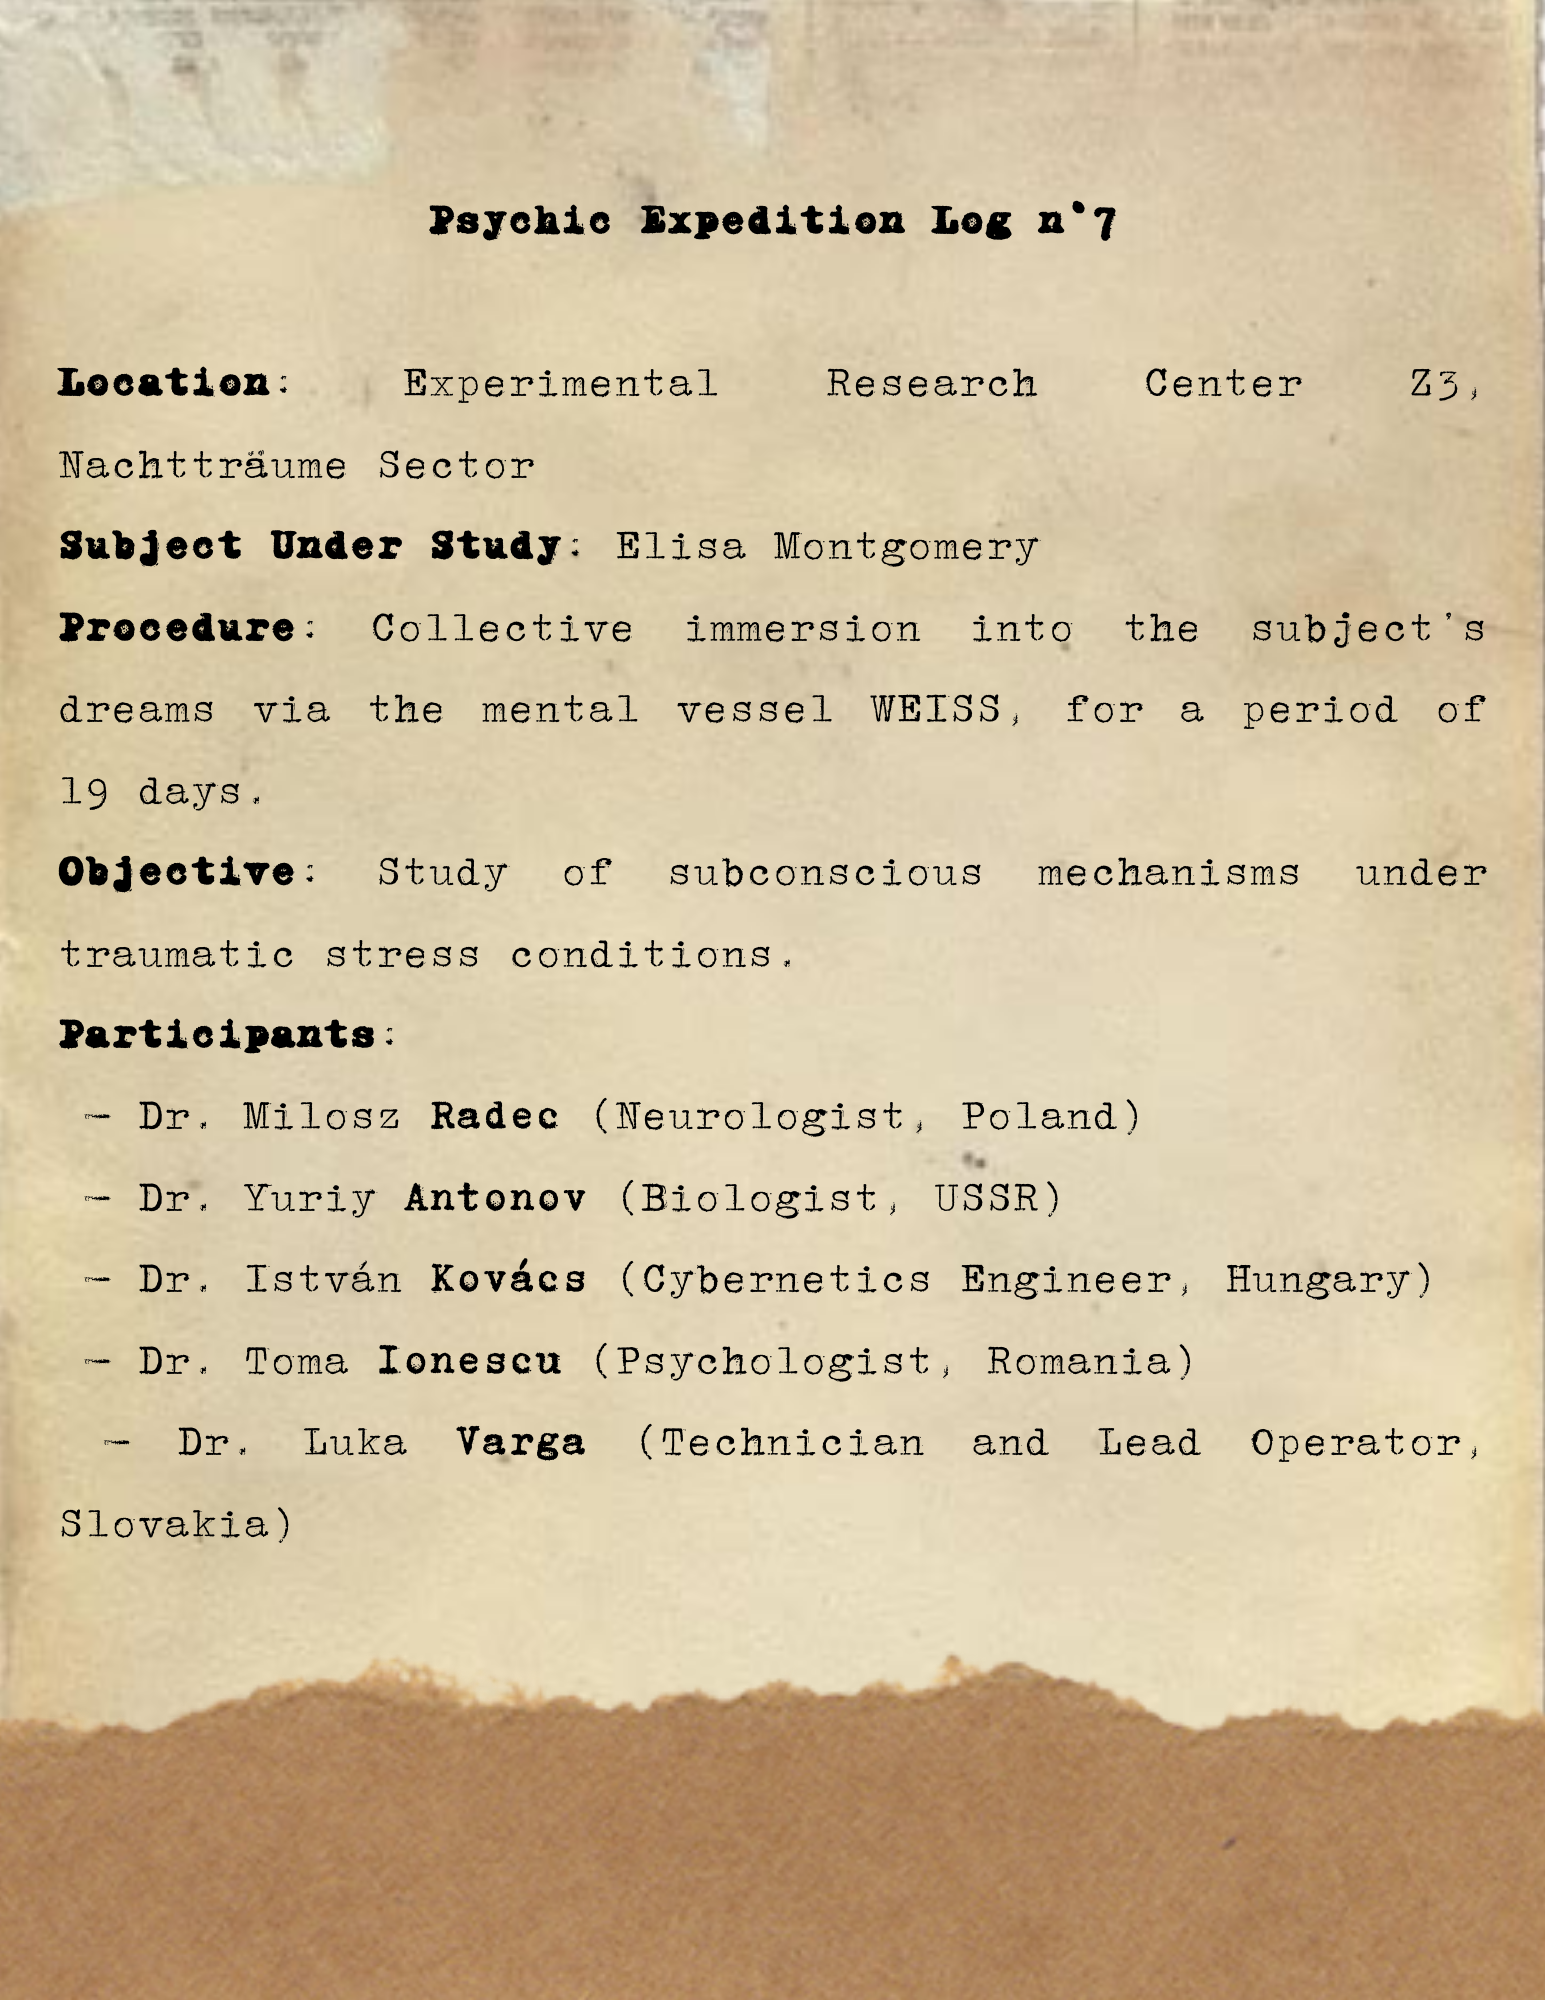 Psychic Expedition Log n°7
Location: Experimental Research Center Z3,
Nachtträume Sector
Subject Under Study: Elisa Montgomery
Procedure: Collective immersion into the subject's
dreams via the mental vessel WEISS, for a period of
19 days.
Objective: Study of subconscious mechanisms under
traumatic stress conditions.
Participants:
- Dr. Milosz Radec (Neurologist, Poland)
- Dr. Yuriy Antonov (Biologist, USSR)
- Dr. István Kovács (Cybernetics Engineer, Hungary)
- Dr. Toma Ionescu (Psychologist, Romania)
- Dr. Luka Varga (Technician and Lead Operator,
Slovakia)